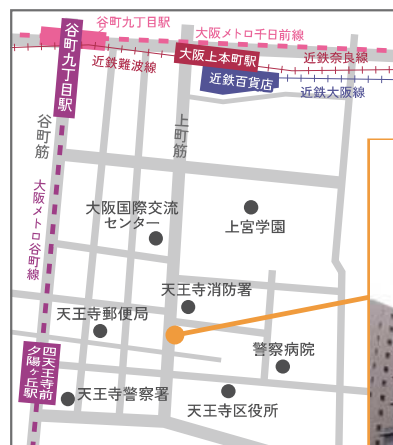 谷町九丁目駅
大阪メトロ千日前線
谷町九丁目駅
近鉄難波線
大阪上本町駅
近鉄奈良線
近鉄百貨店
近鉄大阪線
谷町筋
上町筋
大阪メトロ谷町線
大阪国際交流
センター
上宮学園
天王寺消防署
天王寺郵便局
警察病院
四天王寺前
夕陽ヶ丘駅
天王寺警察署
天王寺区役所